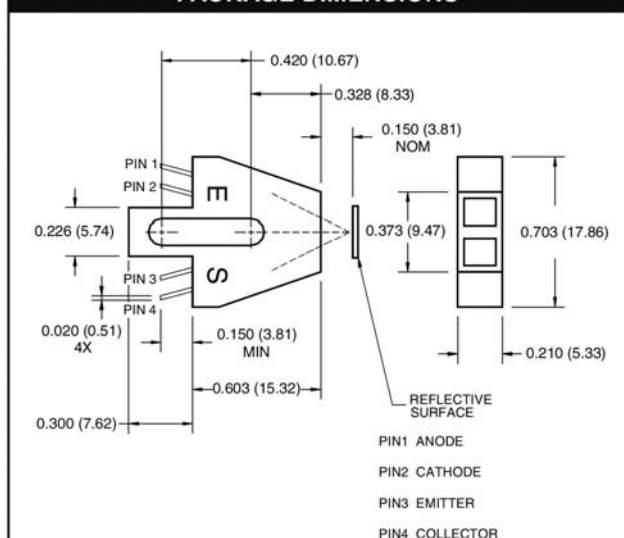 PACKAGE DIMENSIONS
0.420 (10.67)
0.328 (8.33)
0.150 (3.81)
NOM
PIN 1
PIN 2
E
0.226 (5.74)
0.373 (9.47)
0.703 (17.86)
S
PIN 3
PIN 4
0.020 (0.51)
4X
0.150 (3.81)
MIN
0.210 (5.33)
0.603 (15.32)
0.300 (7.62)
REFLECTIVE
SURFACE
PIN1 ANODE
PIN2 CATHODE
PIN3 EMITTER
PIN4 COLLECTOR